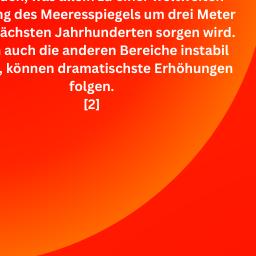 ng des Meeresspiegels um drei Meter
ächsten Jahrhunderten sorgen wird.
auch die anderen Bereiche instabil
, können dramatischste Erhöhungen
folgen.
[2]